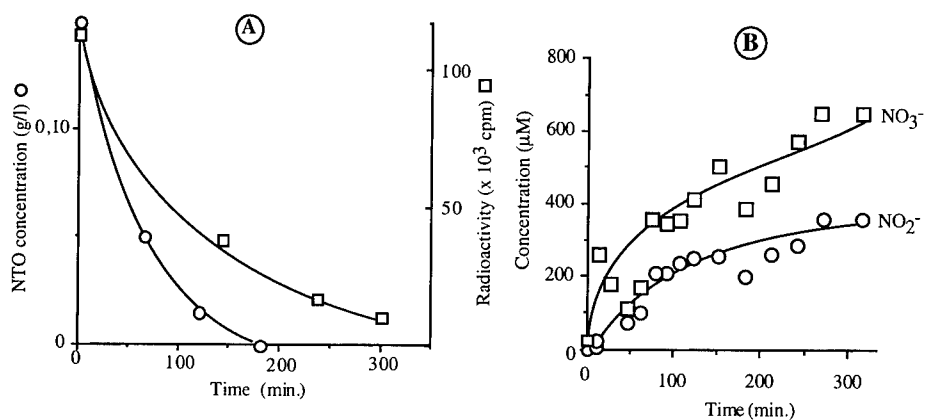 A
NTO concentration (g/l)
0,10
0
0
100
200
300
Time (min.)
100
50
Radioactivity (x 10³ cpm)
B
Concentration (µM)
800
600
400
200
0
0
100
200
300
Time (min.)
NO₃⁻
NO₂⁻